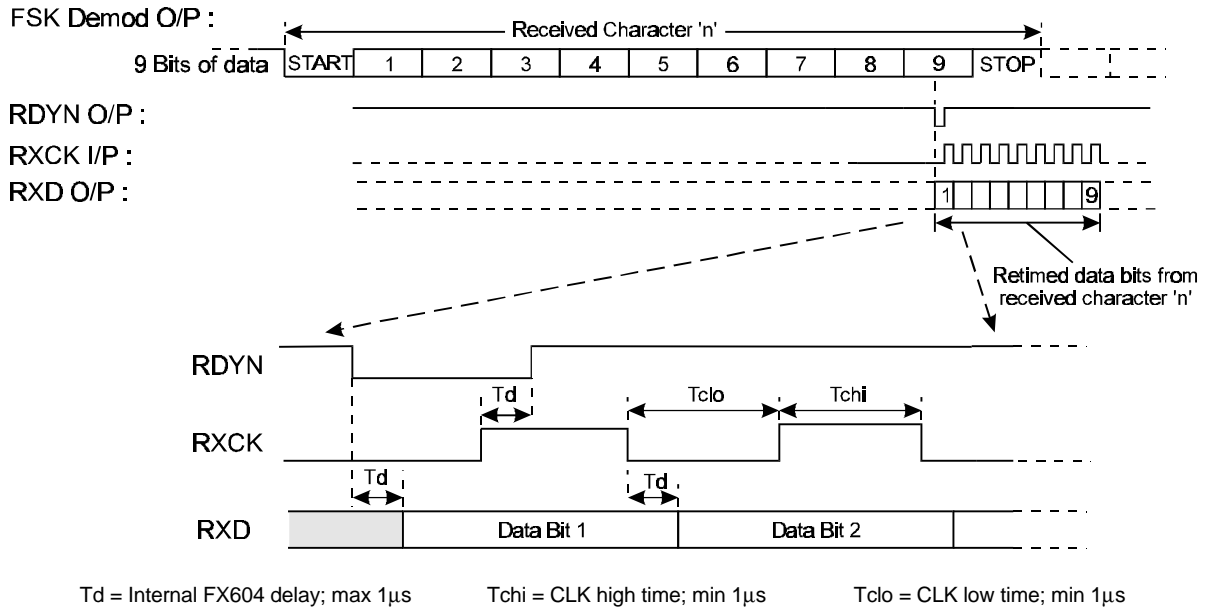 FSK Demod O/P :
Received Character 'n'
9 Bits of data START 1 2 3 4 5 6 7 8 9 STOP
RDYN O/P :
RXCK I/P :
RXD O/P : 1 9
Retimed data bits from
received character 'n'
RDYN
Td Tclo Tchi
RXCK
Td Td
RXD Data Bit 1 Data Bit 2
Td = Internal FX604 delay; max 1µs Tchi = CLK high time; min 1µs Tclo = CLK low time; min 1µs